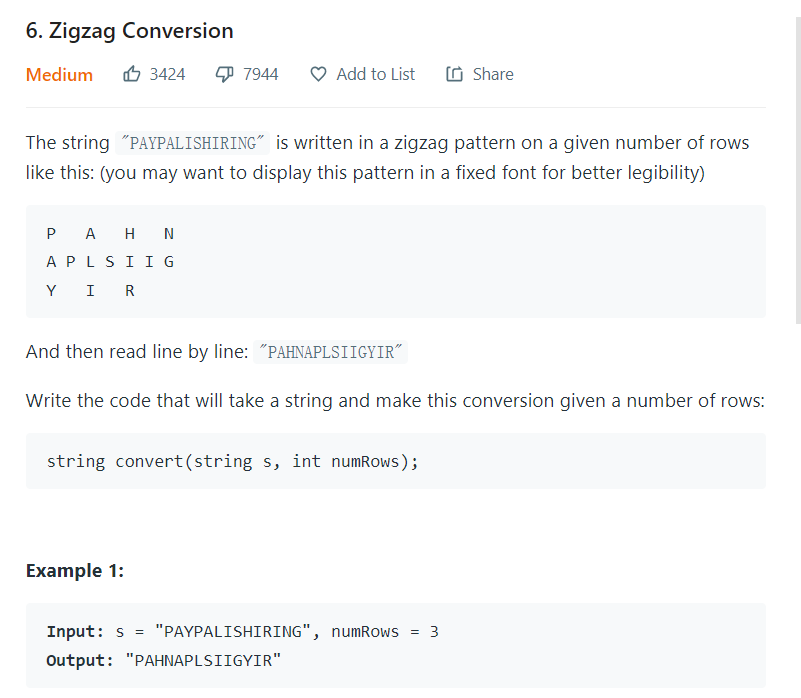 6. Zigzag Conversion
Medium 3424 7944 Add to List Share
The string "PAYPALISHIRING" is written in a zigzag pattern on a given number of rows
like this: (you may want to display this pattern in a fixed font for better legibility)
P   A   H   N
A P L S I I G
Y   I   R
And then read line by line: "PAHNAPLSIIGYIR"
Write the code that will take a string and make this conversion given a number of rows:
string convert(string s, int numRows);
Example 1:
Input: s = "PAYPALISHIRING", numRows = 3
Output: "PAHNAPLSIIGYIR"